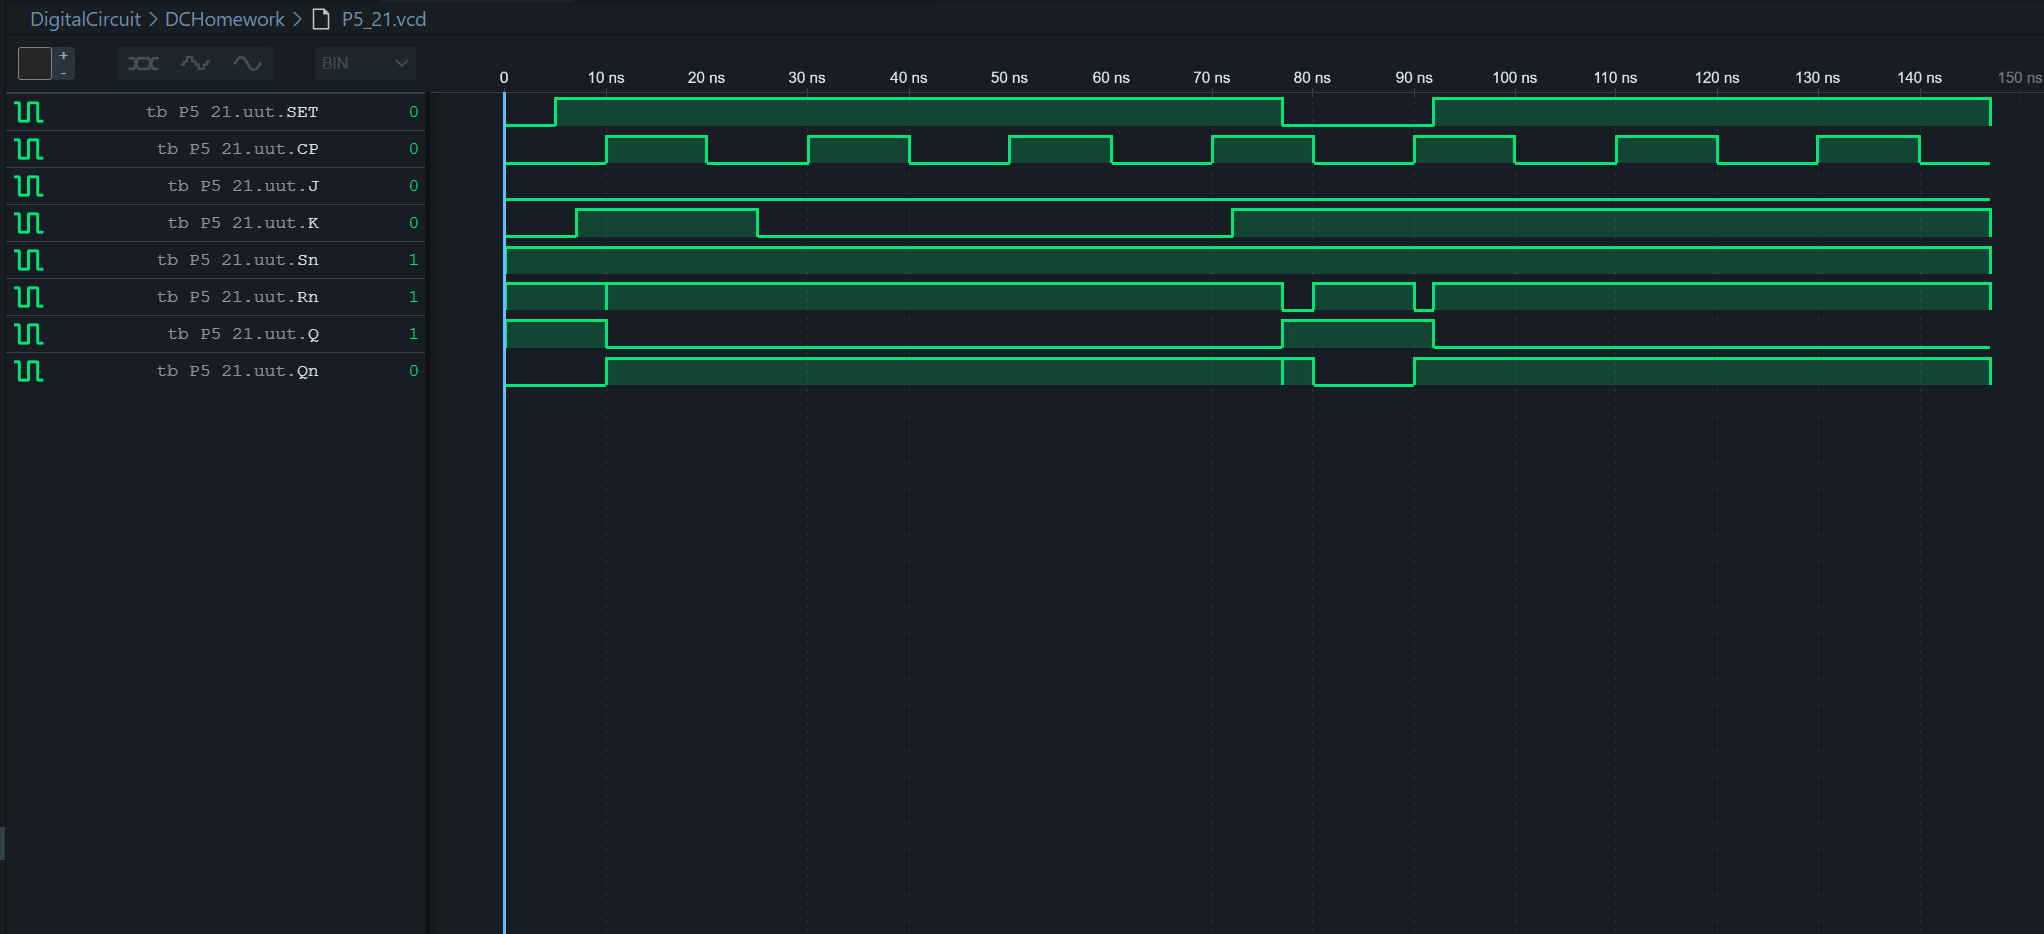 DigitalCircuit > DCHomework > P5_21.vcd
+
-
BIN
0 10 ns 20 ns 30 ns 40 ns 50 ns 60 ns 70 ns 80 ns 90 ns 100 ns 110 ns 120 ns 130 ns 140 ns 150 ns
tb P5 21.uut.SET 0
tb P5 21.uut.CP 0
tb P5 21.uut.J 0
tb P5 21.uut.K 0
tb P5 21.uut.Sn 1
tb P5 21.uut.Rn 1
tb P5 21.uut.Q 1
tb P5 21.uut.Qn 0